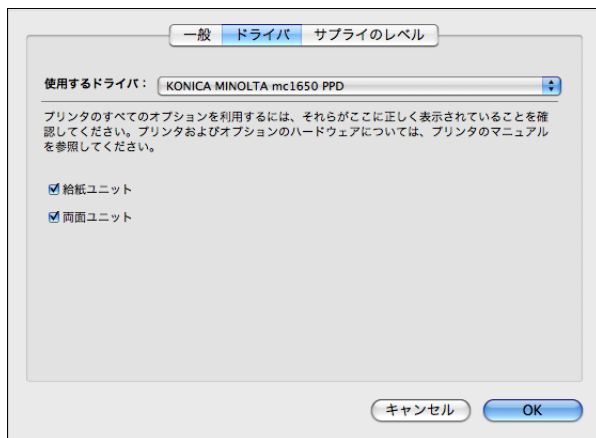 一般 ドライバ サプライのレベル
使用するドライバ： KONICA MINOLTA mc1650 PPD
プリンタのすべてのオプションを利用するには、それらがここに正しく表示されていることを確
認してください。プリンタおよびオプションのハードウェアについては、プリンタのマニュアル
を参照してください。
給紙ユニット
両面ユニット
キャンセル OK